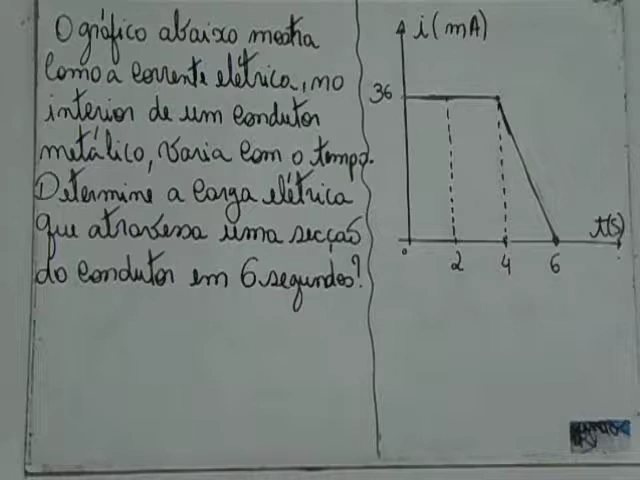 O gráfico abaixo mostra
como a corrente elétrica, no
interior de um condutor
metálico, varia com o tempo.
Determine a carga elétrica
que atravessa uma secção
do condutor em 6 segundos?
i (mA)
36
t(s)
0
2
4
6